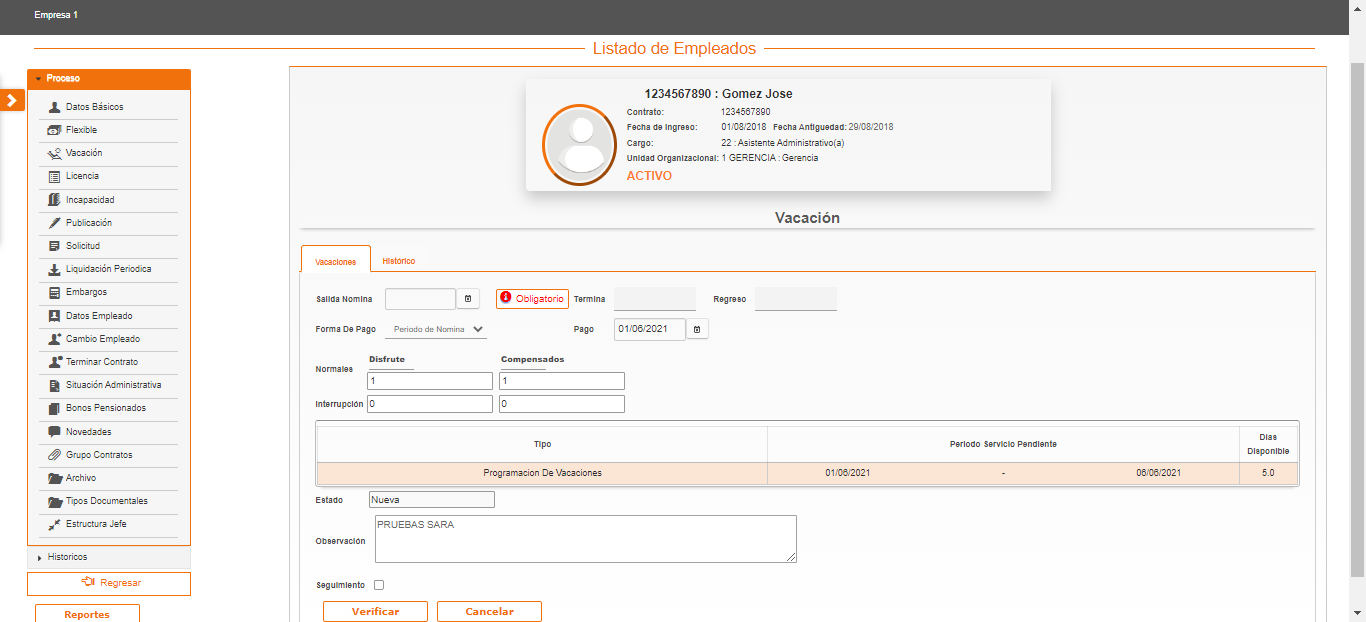 Empresa 1
Listado de Empleados
Proceso
Datos Básicos
Flexible
Vacación
Licencia
Incapacidad
Publicación
Solicitud
Liquidación Periodica
Embargos
Datos Empleado
Cambio Empleado
Terminar Contrato
Situación Administrativa
Bonos Pensionados
Novedades
Grupo Contratos
Archivo
Tipos Documentales
Estructura Jefe
Historicos
Regresar
Reportes
1234567890 : Gomez Jose
Contrato: 1234567890
Fecha de Ingreso: 01/08/2018 Fecha Antiguedad: 29/08/2018
Cargo: 22 : Asistente Administrativo(a)
Unidad Organizacional: 1 GERENCIA : Gerencia
ACTIVO
Vacación
Vacaciones Histórico
Salida Nomina Obligatorio Termina Regreso
Forma De Pago Periodo de Nomina Pago 01/06/2021
Disfrute Compensados
Normales 1 1
Interrupción 0 0
Tipo Periodo Servicio Pendiente Dias Disponible
Programacion De Vacaciones 01/06/2021 - 06/06/2021 5.0
Estado Nueva
Observación PRUEBAS SARA
Seguimiento
Verificar Cancelar